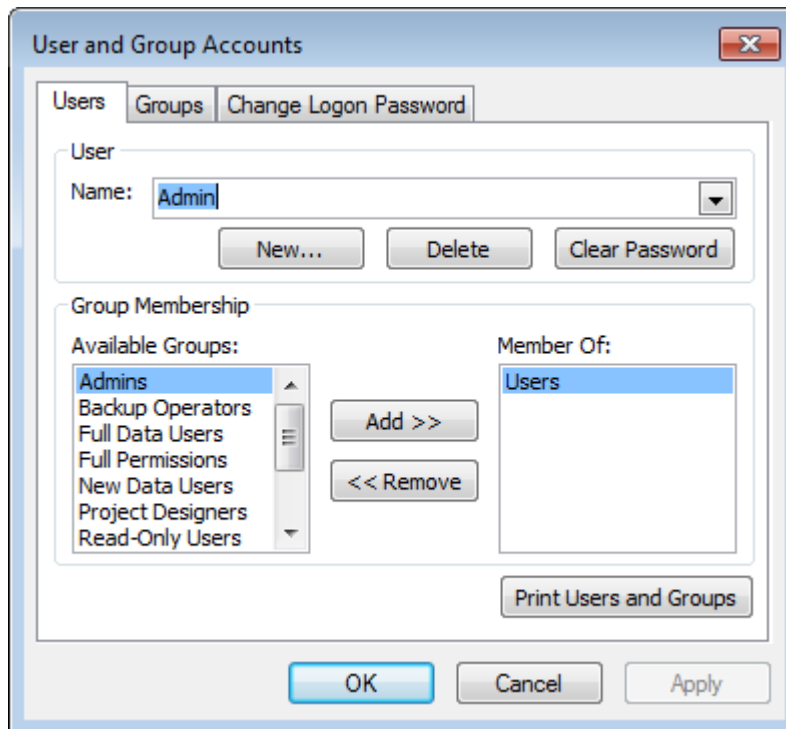 User and Group Accounts
Users Groups Change Logon Password
User
Name: Admin
New... Delete Clear Password
Group Membership
Available Groups: Member Of:
Admins Users
Backup Operators
Full Data Users
Add >>
Full Permissions
New Data Users
<< Remove
Project Designers
Read-Only Users
Print Users and Groups
OK Cancel Apply